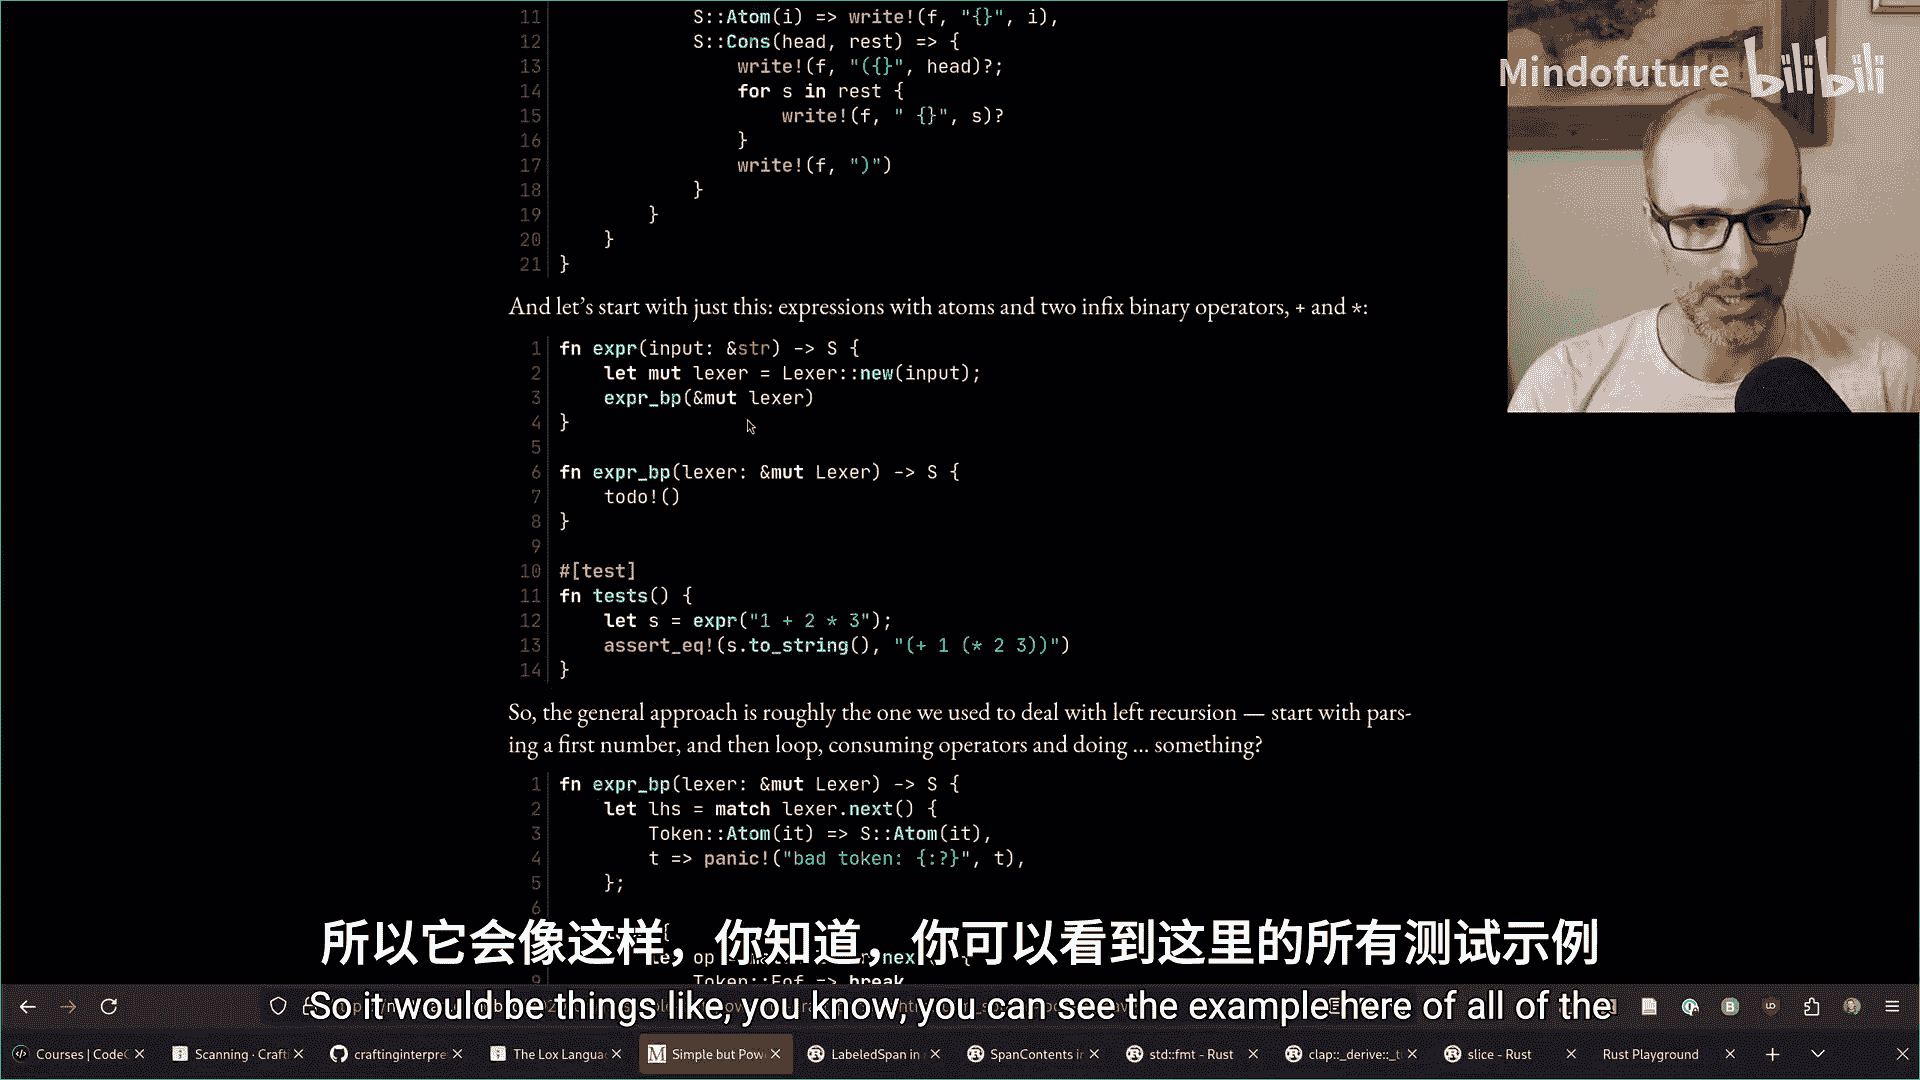 11 S::Atom(i) => write!(f, "{}", i),
12 S::Cons(head, rest) => {
13 write!(f, "({}", head)?;
14 for s in rest {
15 write!(f, " {}", s)?
16 }
17 write!(f, ")")
18 }
19 }
20 }
21 }
Mindofuture bilibili
And let's start with just this: expressions with atoms and two infix binary operators, + and *:
1 fn expr(input: &str) -> S {
2 let mut lexer = Lexer::new(input);
3 expr_bp(&mut lexer)
4 }
5
6 fn expr_bp(lexer: &mut Lexer) -> S {
7 todo!()
8 }
9
10 #[test]
11 fn tests() {
12 let s = expr("1 + 2 * 3");
13 assert_eq!(s.to_string(), "(+ 1 (* 2 3))")
14 }
So, the general approach is roughly the one we used to deal with left recursion — start with pars-
ing a first number, and then loop, consuming operators and doing … something?
1 fn expr_bp(lexer: &mut Lexer) -> S {
2 let lhs = match lexer.next() {
3 Token::Atom(it) => S::Atom(it),
4 t => panic!("bad token: {:?}", t),
5 };
6
所以它会像这样，你知道，你可以看到这里的所有测试示例
op
9 Token::Eof => break
So it would be things like, you know, you can see the example here of all of the
Courses | Code
Scanning · Craft
craftinginterpre
The Lox Langua
Simple but Pow
LabeledSpan in
SpanContents in
std::fmt - Rust
clap::_derive::_t
slice - Rust
Rust Playground